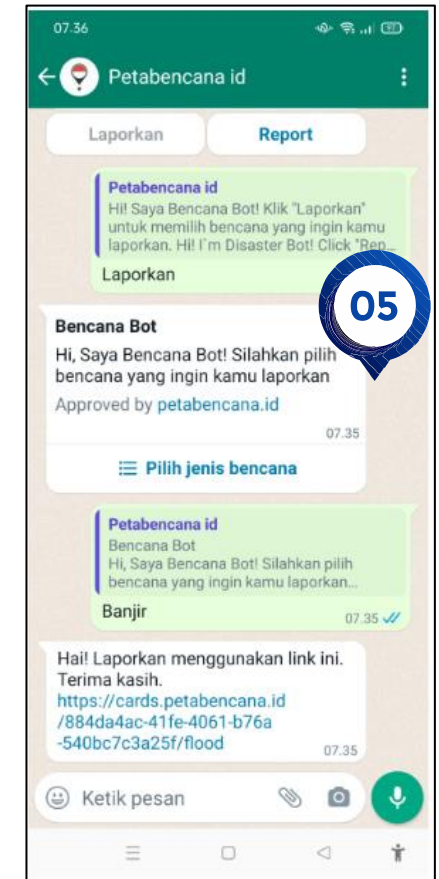 07.36
Petabencana id
Laporkan Report
Petabencana id
Hi! Saya Bencana Bot! Klik "Laporkan"
untuk memilih bencana yang ingin kamu
laporkan. Hi! I`m Disaster Bot! Click "Rep...
Laporkan
05
Bencana Bot
Hi, Saya Bencana Bot! Silahkan pilih
bencana yang ingin kamu laporkan
Approved by petabencana.id
07.35
Pilih jenis bencana
Petabencana id
Bencana Bot
Hi, Saya Bencana Bot! Silahkan pilih
bencana yang ingin kamu laporkan...
Banjir 07.35
Hai! Laporkan menggunakan link ini.
Terima kasih.
https://cards.petabencana.id
/884da4ac-41fe-4061-b76a
-540bc7c3a25f/flood
07.35
Ketik pesan